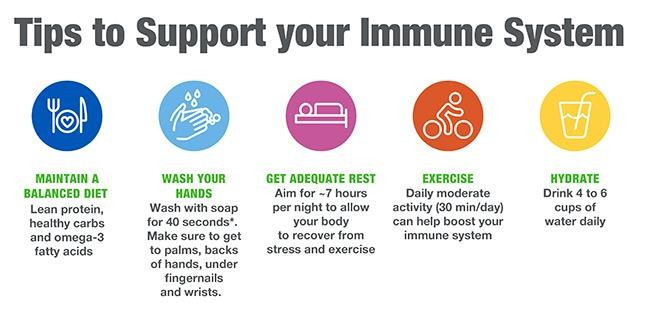 Tips to Support your Immune System
MAINTAIN A
BALANCED DIET
Lean protein,
healthy carbs
and omega-3
fatty acids
WASH YOUR
HANDS
Wash with soap
for 40 seconds*.
Make sure to get
to palms, backs
of hands, under
fingernails
and wrists.
GET ADEQUATE REST
Aim for ~7 hours
per night to allow
your body
to recover from
stress and exercise
EXERCISE
Daily moderate
activity (30 min/day)
can help boost your
immune system
HYDRATE
Drink 4 to 6
cups of
water daily